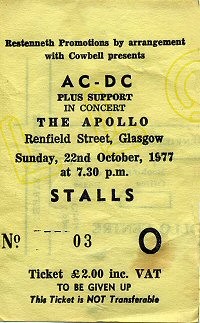 Restenneth Promotions by arrangement
with Cowbell presents
AC-DC
PLUS SUPPORT
IN CONCERT
THE APOLLO
Renfield Street, Glasgow
Sunday, 22nd October, 1977
at 7.30 p.m.
STALLS
No ---- 03 O
Ticket £2.00 inc. VAT
TO BE GIVEN UP
This Ticket is NOT Transferable